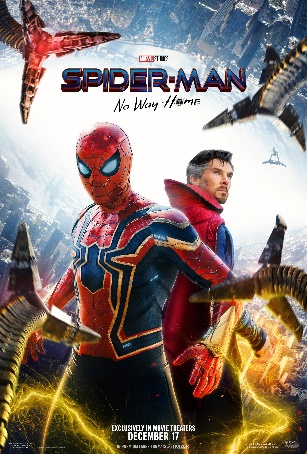 MARVEL STUDIOS
SPIDER-MAN
NO WAY HOME
EXCLUSIVELY IN MOVIE THEATERS
DECEMBER 17